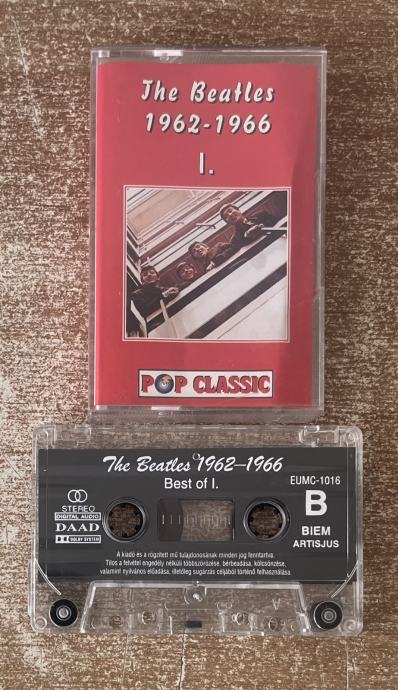 The Beatles
1962-1966
I.
POP CLASSIC
The Beatles 1962-1966
Best of I.
EUMC-1016
STEREO
DIGITAL AUDIO
DAAD
DOLBY SYSTEM
B
BIEM
ARTISJUS
A kiadó és a rögzített mű tulajdonosának minden jog fenntartva.
Tilos a felvétel engedély nélküli többszörözése, bérbeadása, kölcsönzése,
valamint nyilvános előadása, illetőleg sugárzás céljából történő felhasználása.